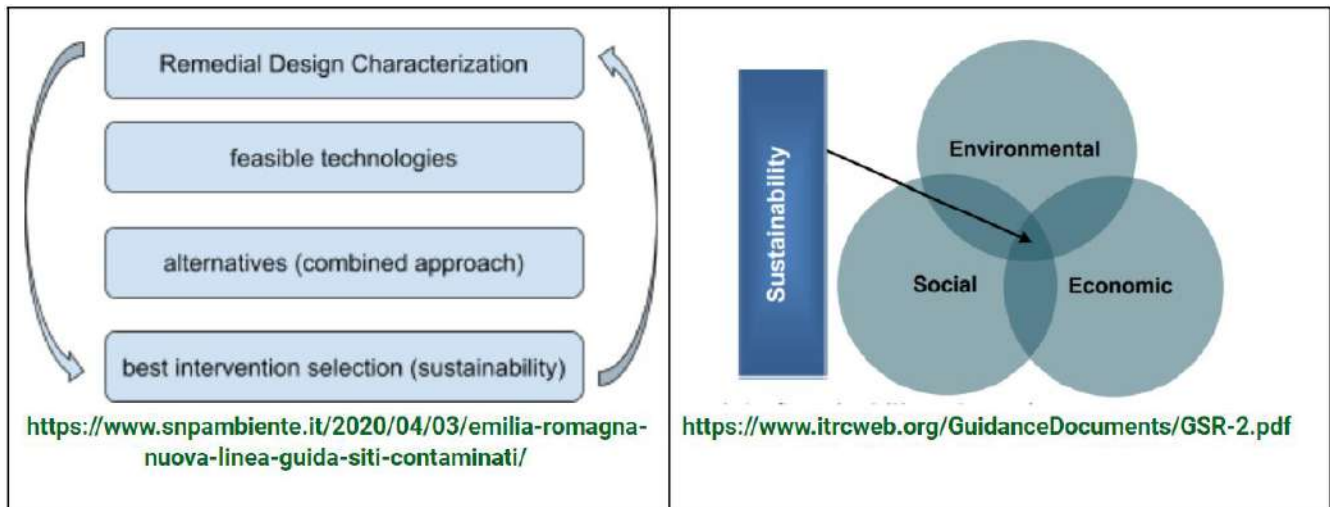 Remedial Design Characterization
feasible technologies
alternatives (combined approach)
best intervention selection (sustainability)
https://www.snpambiente.it/2020/04/03/emilia-romagna-
nuova-linea-guida-siti-contaminati/
Sustainability
Environmental
Social
Economic
https://www.itrcweb.org/GuidanceDocuments/GSR-2.pdf